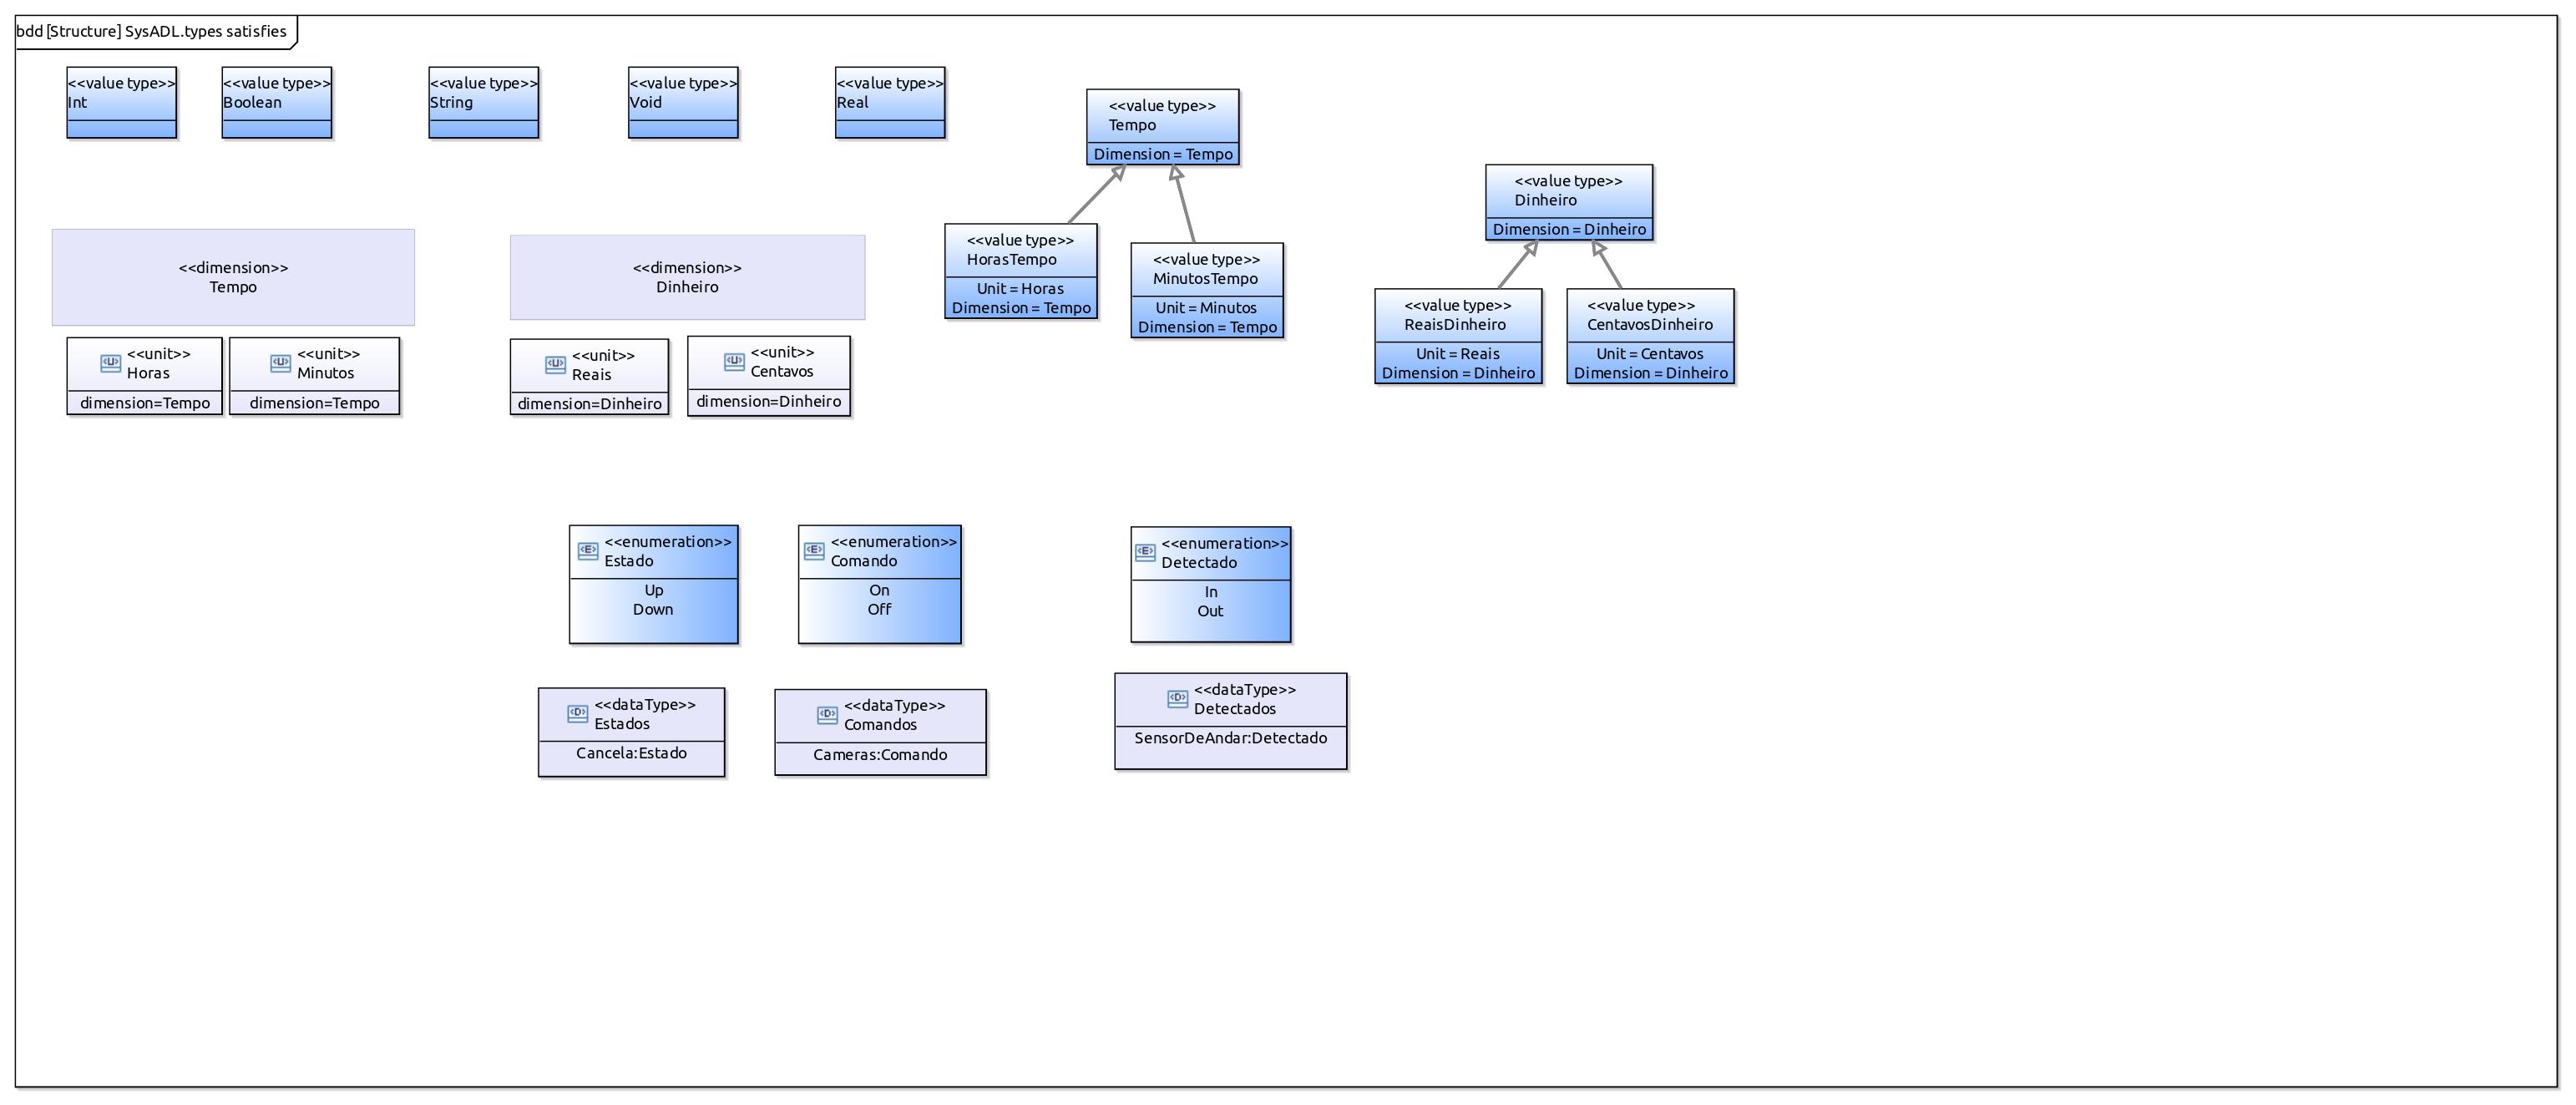 bdd [Structure] SysADL.types satisfies
<<value type>>
Int
<<value type>>
Boolean
<<value type>>
String
<<value type>>
Void
<<value type>>
Real
<<value type>>
Tempo
Dimension = Tempo
<<value type>>
HorasTempo
Unit = Horas
Dimension = Tempo
<<value type>>
MinutosTempo
Unit = Minutos
Dimension = Tempo
<<value type>>
Dinheiro
Dimension = Dinheiro
<<value type>>
ReaisDinheiro
Unit = Reais
Dimension = Dinheiro
<<value type>>
CentavosDinheiro
Unit = Centavos
Dimension = Dinheiro
<<dimension>>
Tempo
<<unit>>
Horas
dimension=Tempo
<<unit>>
Minutos
dimension=Tempo
<<dimension>>
Dinheiro
<<unit>>
Reais
dimension=Dinheiro
<<unit>>
Centavos
dimension=Dinheiro
<<enumeration>>
Estado
Up
Down
<<enumeration>>
Comando
On
Off
<<enumeration>>
Detectado
In
Out
<<dataType>>
Estados
Cancela:Estado
<<dataType>>
Comandos
Cameras:Comando
<<dataType>>
Detectados
SensorDeAndar:Detectado